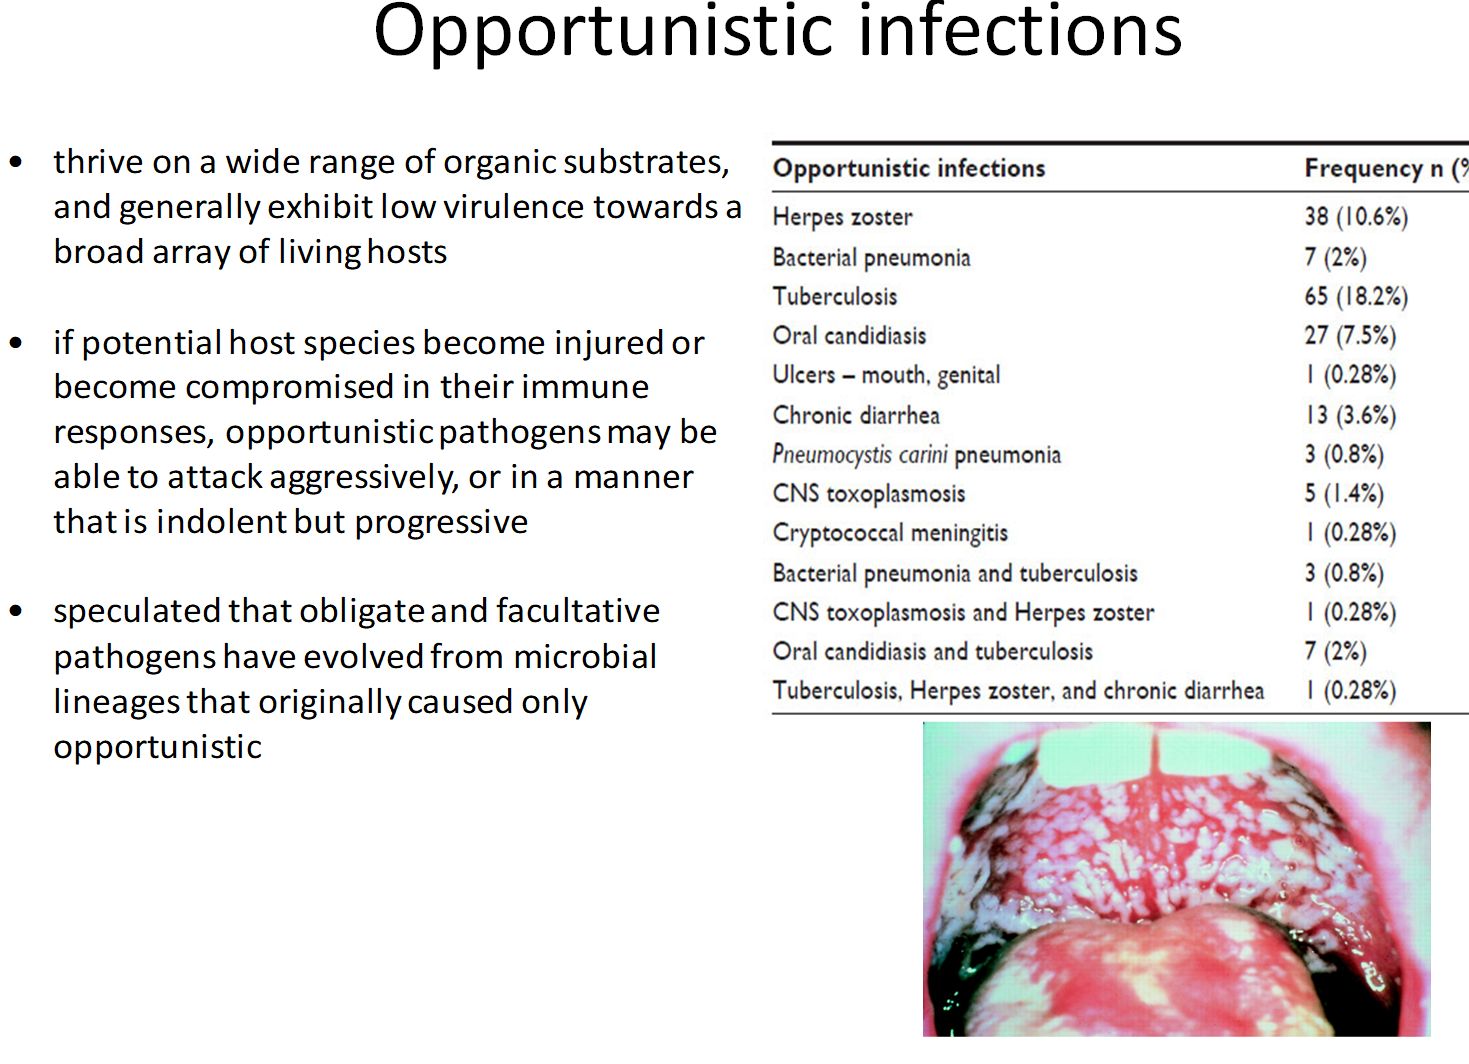 Opportunistic infections
• thrive on a wide range of organic substrates,
and generally exhibit low virulence towards a
broad array of living hosts
• if potential host species become injured or
become compromised in their immune
responses, opportunistic pathogens may be
able to attack aggressively, or in a manner
that is indolent but progressive
• speculated that obligate and facultative
pathogens have evolved from microbial
lineages that originally caused only
opportunistic
Opportunistic infections Frequency n (%
Herpes zoster 38 (10.6%)
Bacterial pneumonia 7 (2%)
Tuberculosis 65 (18.2%)
Oral candidiasis 27 (7.5%)
Ulcers – mouth, genital 1 (0.28%)
Chronic diarrhea 13 (3.6%)
Pneumocystis carini pneumonia 3 (0.8%)
CNS toxoplasmosis 5 (1.4%)
Cryptococcal meningitis 1 (0.28%)
Bacterial pneumonia and tuberculosis 3 (0.8%)
CNS toxoplasmosis and Herpes zoster 1 (0.28%)
Oral candidiasis and tuberculosis 7 (2%)
Tuberculosis, Herpes zoster, and chronic diarrhea 1 (0.28%)